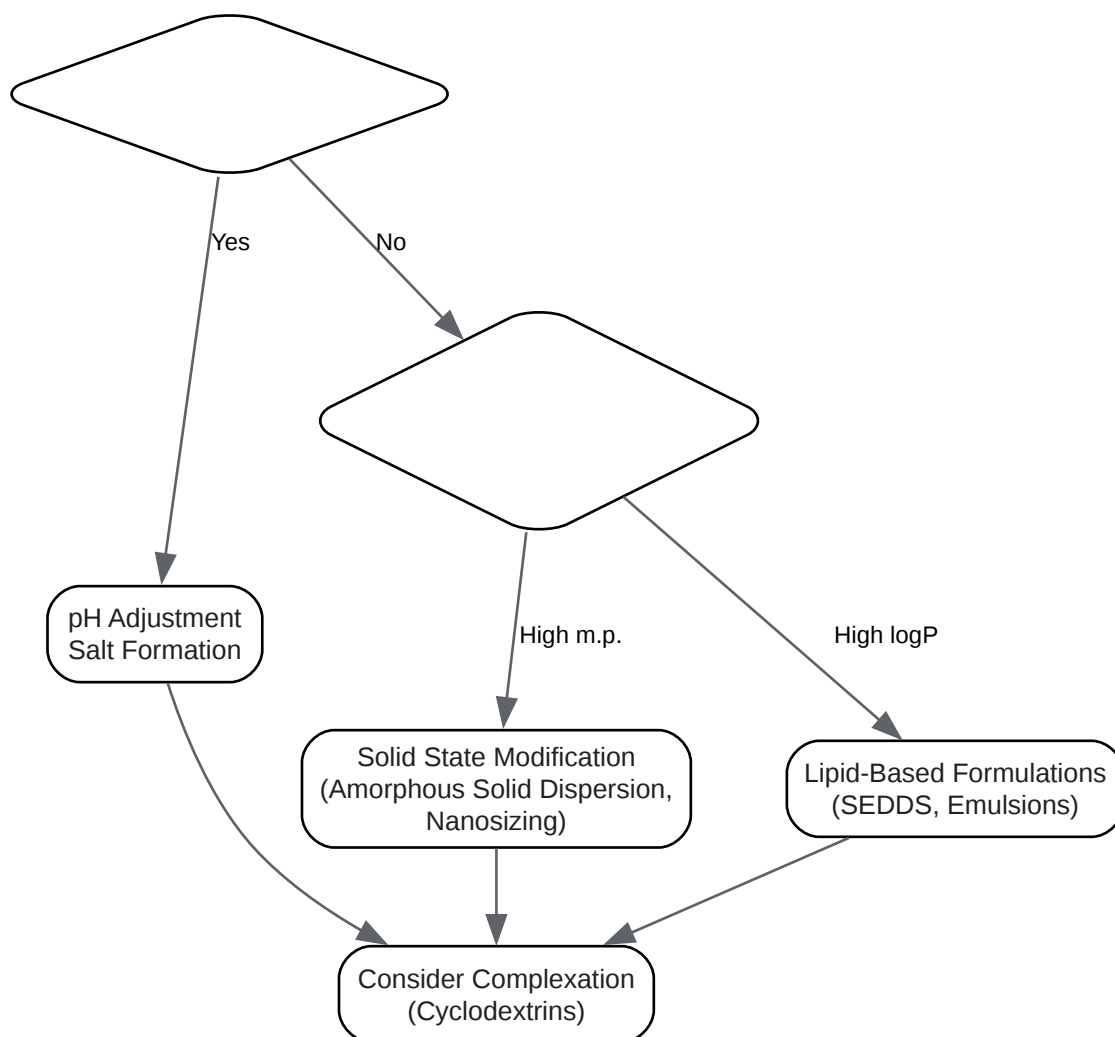 Yes
No
pH Adjustment
Salt Formation
High m.p.
High logP
Solid State Modification
(Amorphous Solid Dispersion,
Nanosizing)
Lipid-Based Formulations
(SEDDS, Emulsions)
Consider Complexation
(Cyclodextrins)